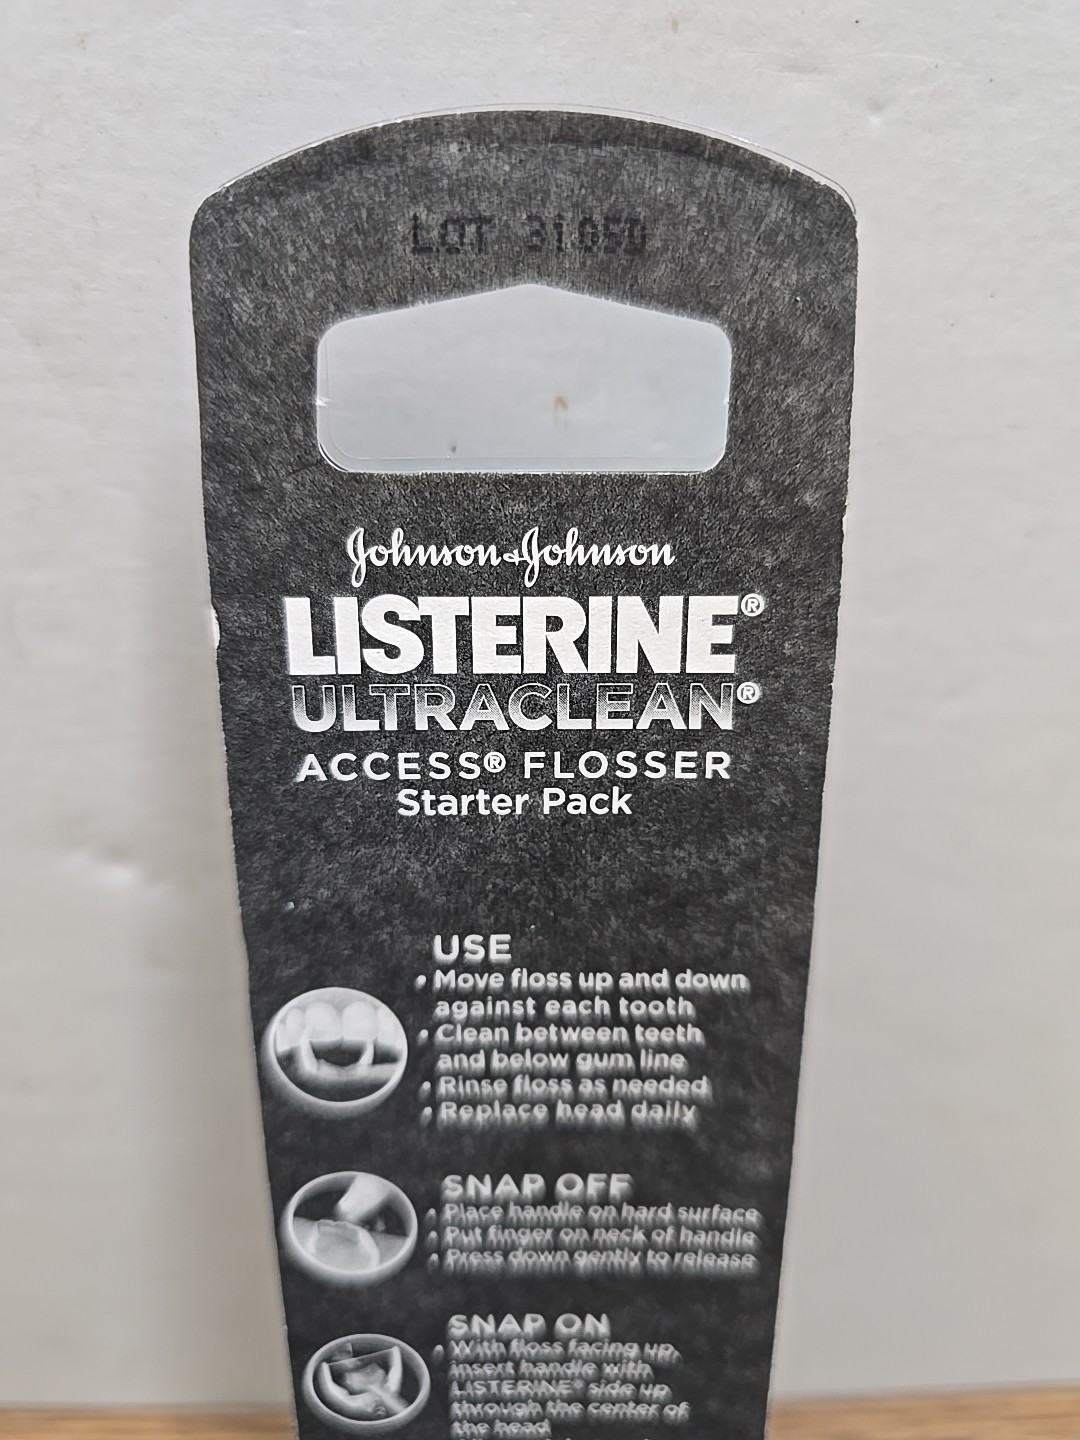 LOT 3105D
Johnson & Johnson
LISTERINE®
ULTRACLEAN®
ACCESS® FLOSSER
Starter Pack
USE
• Move floss up and down
against each tooth
• Clean between teeth
and below gum line
• Rinse floss as needed
• Replace head daily
SNAP OFF
• Place handle on hard surface
• Put finger on neck of handle
• Press down gently to release
SNAP ON
• With floss facing up,
insert handle with
LISTERINE® side up
through the center of
the head